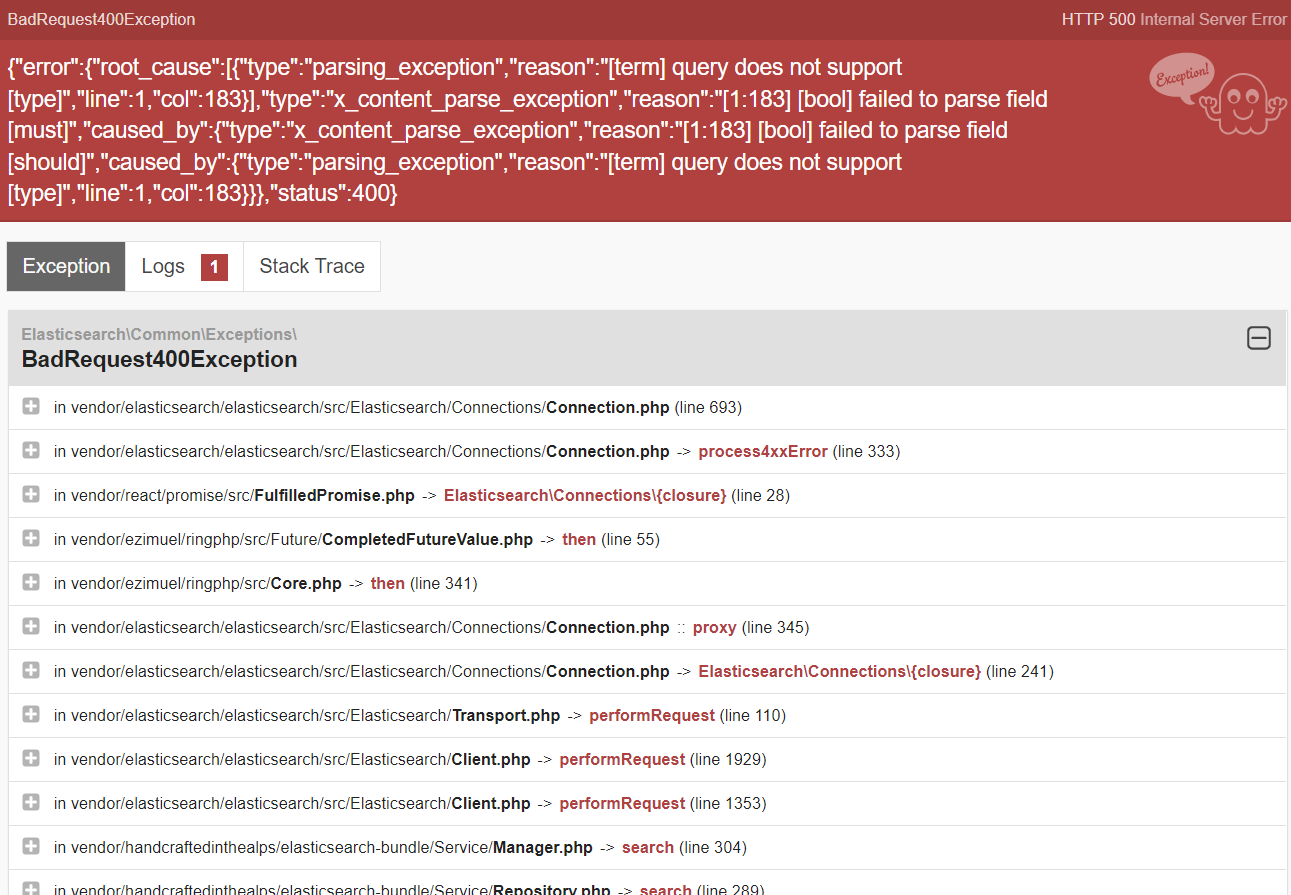 BadRequest400Exception
HTTP 500 Internal Server Error
{"error":{"root_cause":[{"type":"parsing_exception","reason":"[term] query does not support
[type]","line":1,"col":183}],"type":"x_content_parse_exception","reason":"[1:183] [bool] failed to parse field
[must]","caused_by":{"type":"x_content_parse_exception","reason":"[1:183] [bool] failed to parse field
[should]","caused_by":{"type":"parsing_exception","reason":"[term] query does not support
[type]","line":1,"col":183}}},"status":400}
Exception!
Exception
Logs 1
Stack Trace
Elasticsearch\Common\Exceptions\
BadRequest400Exception
in vendor/elasticsearch/elasticsearch/src/Elasticsearch/Connections/Connection.php (line 693)
in vendor/elasticsearch/elasticsearch/src/Elasticsearch/Connections/Connection.php -> process4xxError (line 333)
in vendor/react/promise/src/FulfilledPromise.php -> Elasticsearch\Connections\{closure} (line 28)
in vendor/ezimuel/ringphp/src/Future/CompletedFutureValue.php -> then (line 55)
in vendor/ezimuel/ringphp/src/Core.php -> then (line 341)
in vendor/elasticsearch/elasticsearch/src/Elasticsearch/Connections/Connection.php :: proxy (line 345)
in vendor/elasticsearch/elasticsearch/src/Elasticsearch/Connections/Connection.php -> Elasticsearch\Connections\{closure} (line 241)
in vendor/elasticsearch/elasticsearch/src/Elasticsearch/Transport.php -> performRequest (line 110)
in vendor/elasticsearch/elasticsearch/src/Elasticsearch/Client.php -> performRequest (line 1929)
in vendor/elasticsearch/elasticsearch/src/Elasticsearch/Client.php -> performRequest (line 1353)
in vendor/handcraftedinthealps/elasticsearch-bundle/Service/Manager.php -> search (line 304)
in vendor/handcraftedinthealps/elasticsearch-bundle/Service/Repository.php -> search (line 289)